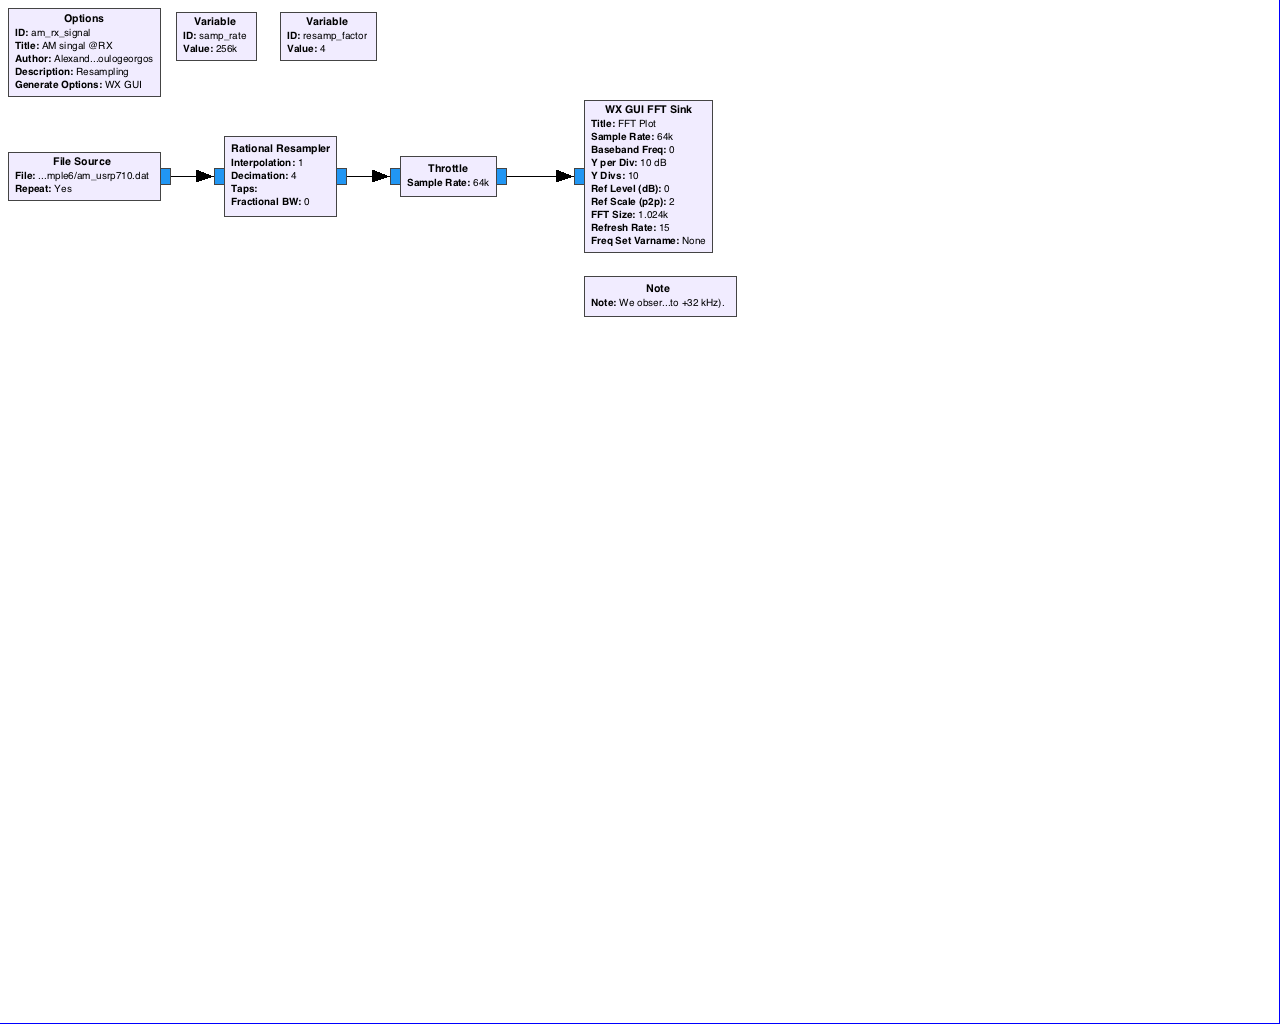 Options
ID: am_rx_signal
Title: AM singal @RX
Author: Alexand...oulogeorgos
Description: Resampling
Generate Options: WX GUI
Variable
ID: samp_rate
Value: 256k
Variable
ID: resamp_factor
Value: 4
File Source
File: ...mple6/am_usrp710.dat
Repeat: Yes
Rational Resampler
Interpolation: 1
Decimation: 4
Taps:
Fractional BW: 0
Throttle
Sample Rate: 64k
WX GUI FFT Sink
Title: FFT Plot
Sample Rate: 64k
Baseband Freq: 0
Y per Div: 10 dB
Y Divs: 10
Ref Level (dB): 0
Ref Scale (p2p): 2
FFT Size: 1.024k
Refresh Rate: 15
Freq Set Varname: None
Note
Note: We obser...to +32 kHz).